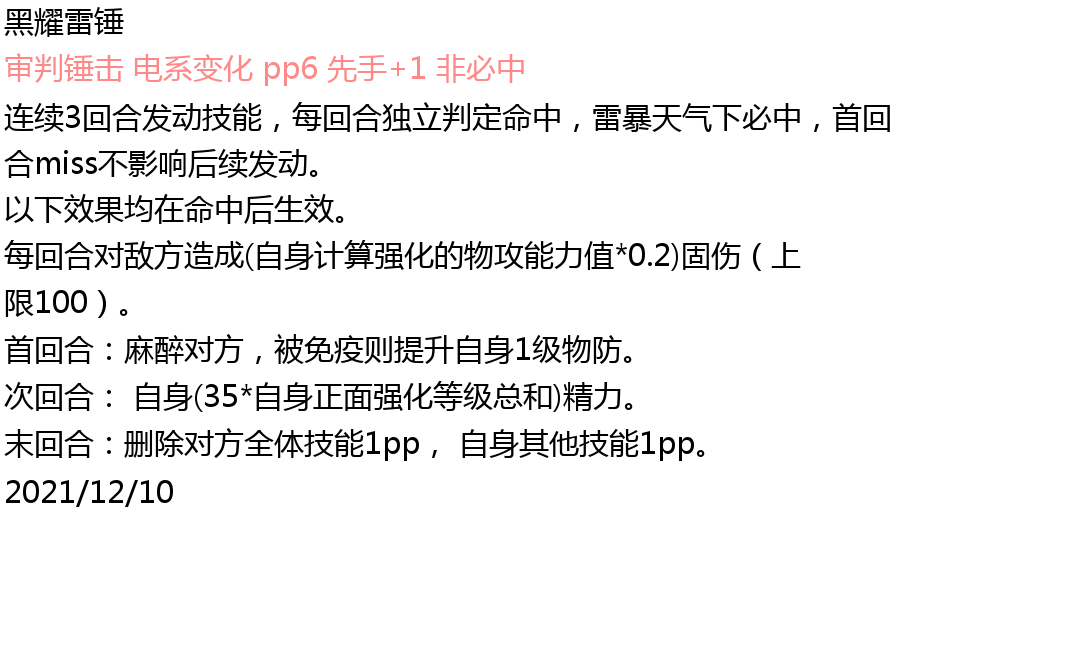 黑耀雷锤
审判锤击 电系变化 pp6 先手+1 非必中
连续3回合发动技能，每回合独立判定命中，雷暴天气下必中，首回
合miss不影响后续发动。
以下效果均在命中后生效。
每回合对敌方造成(自身计算强化的物攻能力值*0.2)固伤（上
限100）。
首回合：麻醉对方，被免疫则提升自身1级物防。
次回合： 自身(35*自身正面强化等级总和)精力。
末回合：删除对方全体技能1pp， 自身其他技能1pp。
2021/12/10